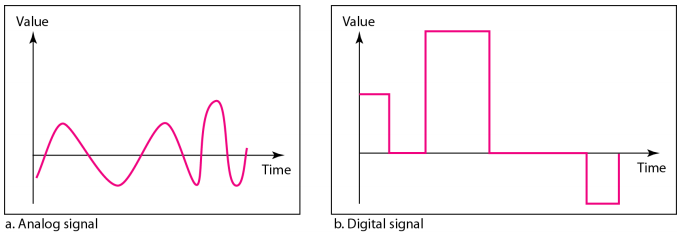 Value
Time
a. Analog signal
Value
Time
b. Digital signal